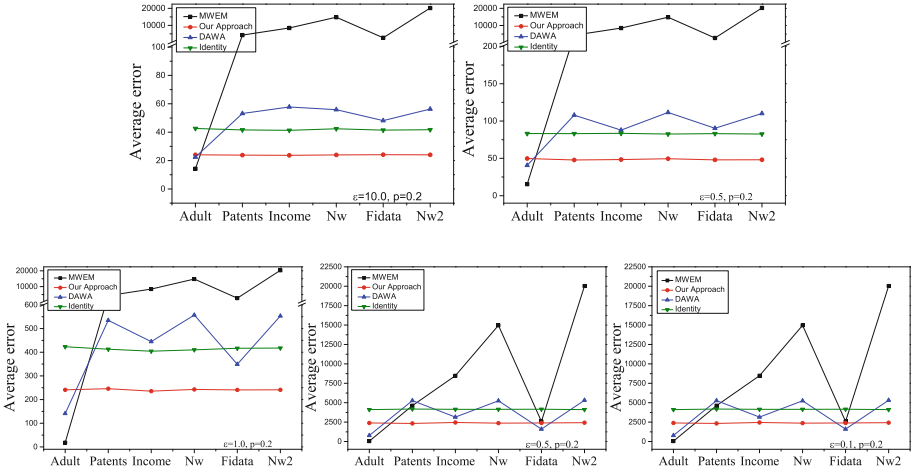 MWEM
Our Approach
DAWA
Identity
Average error
20000
10000
100
80
60
40
20
0
ε=10.0, p=0.2
Adult Patents Income Nw Fidata Nw2
MWEM
Our Approach
DAWA
Identity
Average error
20000
10000
200
150
100
50
0
ε=0.5, p=0.2
Adult Patents Income Nw Fidata Nw2
MWEM
Our Approach
DAWA
Identity
Average error
20000
10000
600
500
400
300
200
100
0
ε=1.0, p=0.2
Adult Patents Income Nw Fidata Nw2
MWEM
Our Approach
DAWA
Identity
Average error
22500
20000
17500
15000
12500
10000
7500
5000
2500
0
ε=0.5, p=0.2
Adult Patents Income Nw Fidata Nw2
MWEM
Our Approach
DAWA
Identity
Average error
22500
20000
17500
15000
12500
10000
7500
5000
2500
0
ε=0.1, p=0.2
Adult Patents Income Nw Fidata Nw2